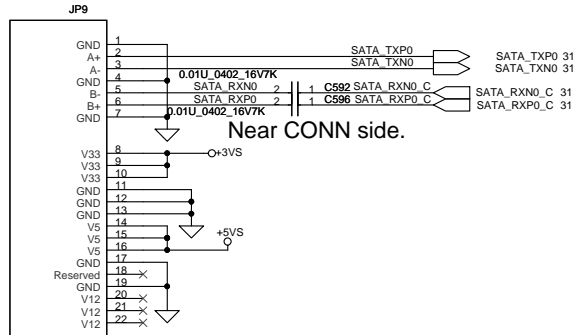 JP9
GND 1
A+ 2 SATA_TXP0 SATA_TXP0 31
A- 3 SATA_TXN0 SATA_TXN0 31
GND 4 0.01U_0402_16V7K
B- 5 SATA_RXN0 2 1 C592 SATA_RXN0_C SATA_RXN0_C 31
B+ 6 SATA_RXP0 2 1 C596 SATA_RXP0_C SATA_RXP0_C 31
GND 7 0.01U_0402_16V7K
Near CONN side.
V33 8 +3VS
V33 9
V33 10
GND 11
GND 12
GND 13
V5 14 +5VS
V5 15
V5 16
GND 17
Reserved 18
GND 19
V12 20
V12 21
V12 22